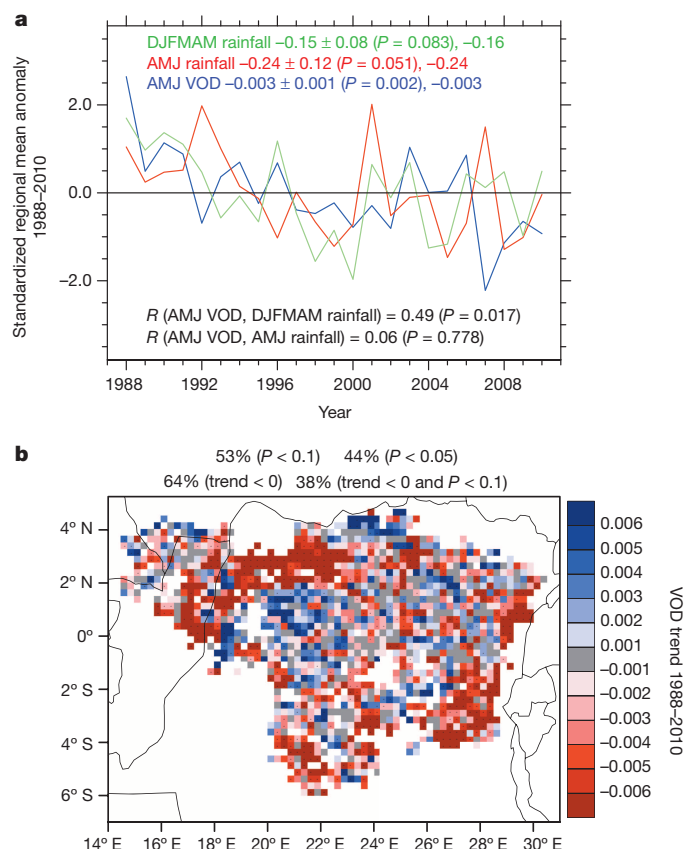 a
DJFMAM rainfall –0.15 ± 0.08 (P = 0.083), –0.16
AMJ rainfall –0.24 ± 0.12 (P = 0.051), –0.24
AMJ VOD –0.003 ± 0.001 (P = 0.002), –0.003
Standardized regional mean anomaly
1988–2010
2.0
0.0
–2.0
R (AMJ VOD, DJFMAM rainfall) = 0.49 (P = 0.017)
R (AMJ VOD, AMJ rainfall) = 0.06 (P = 0.778)
1988 1992 1996 2000 2004 2008
Year
b
53% (P < 0.1) 44% (P < 0.05)
64% (trend < 0) 38% (trend < 0 and P < 0.1)
4° N
2° N
0°
2° S
4° S
6° S
14° E 16° E 18° E 20° E 22° E 24° E 26° E 28° E 30° E
0.006
0.005
0.004
0.003
0.002
0.001
–0.001
–0.002
–0.003
–0.004
–0.005
–0.006
VOD trend 1988–2010